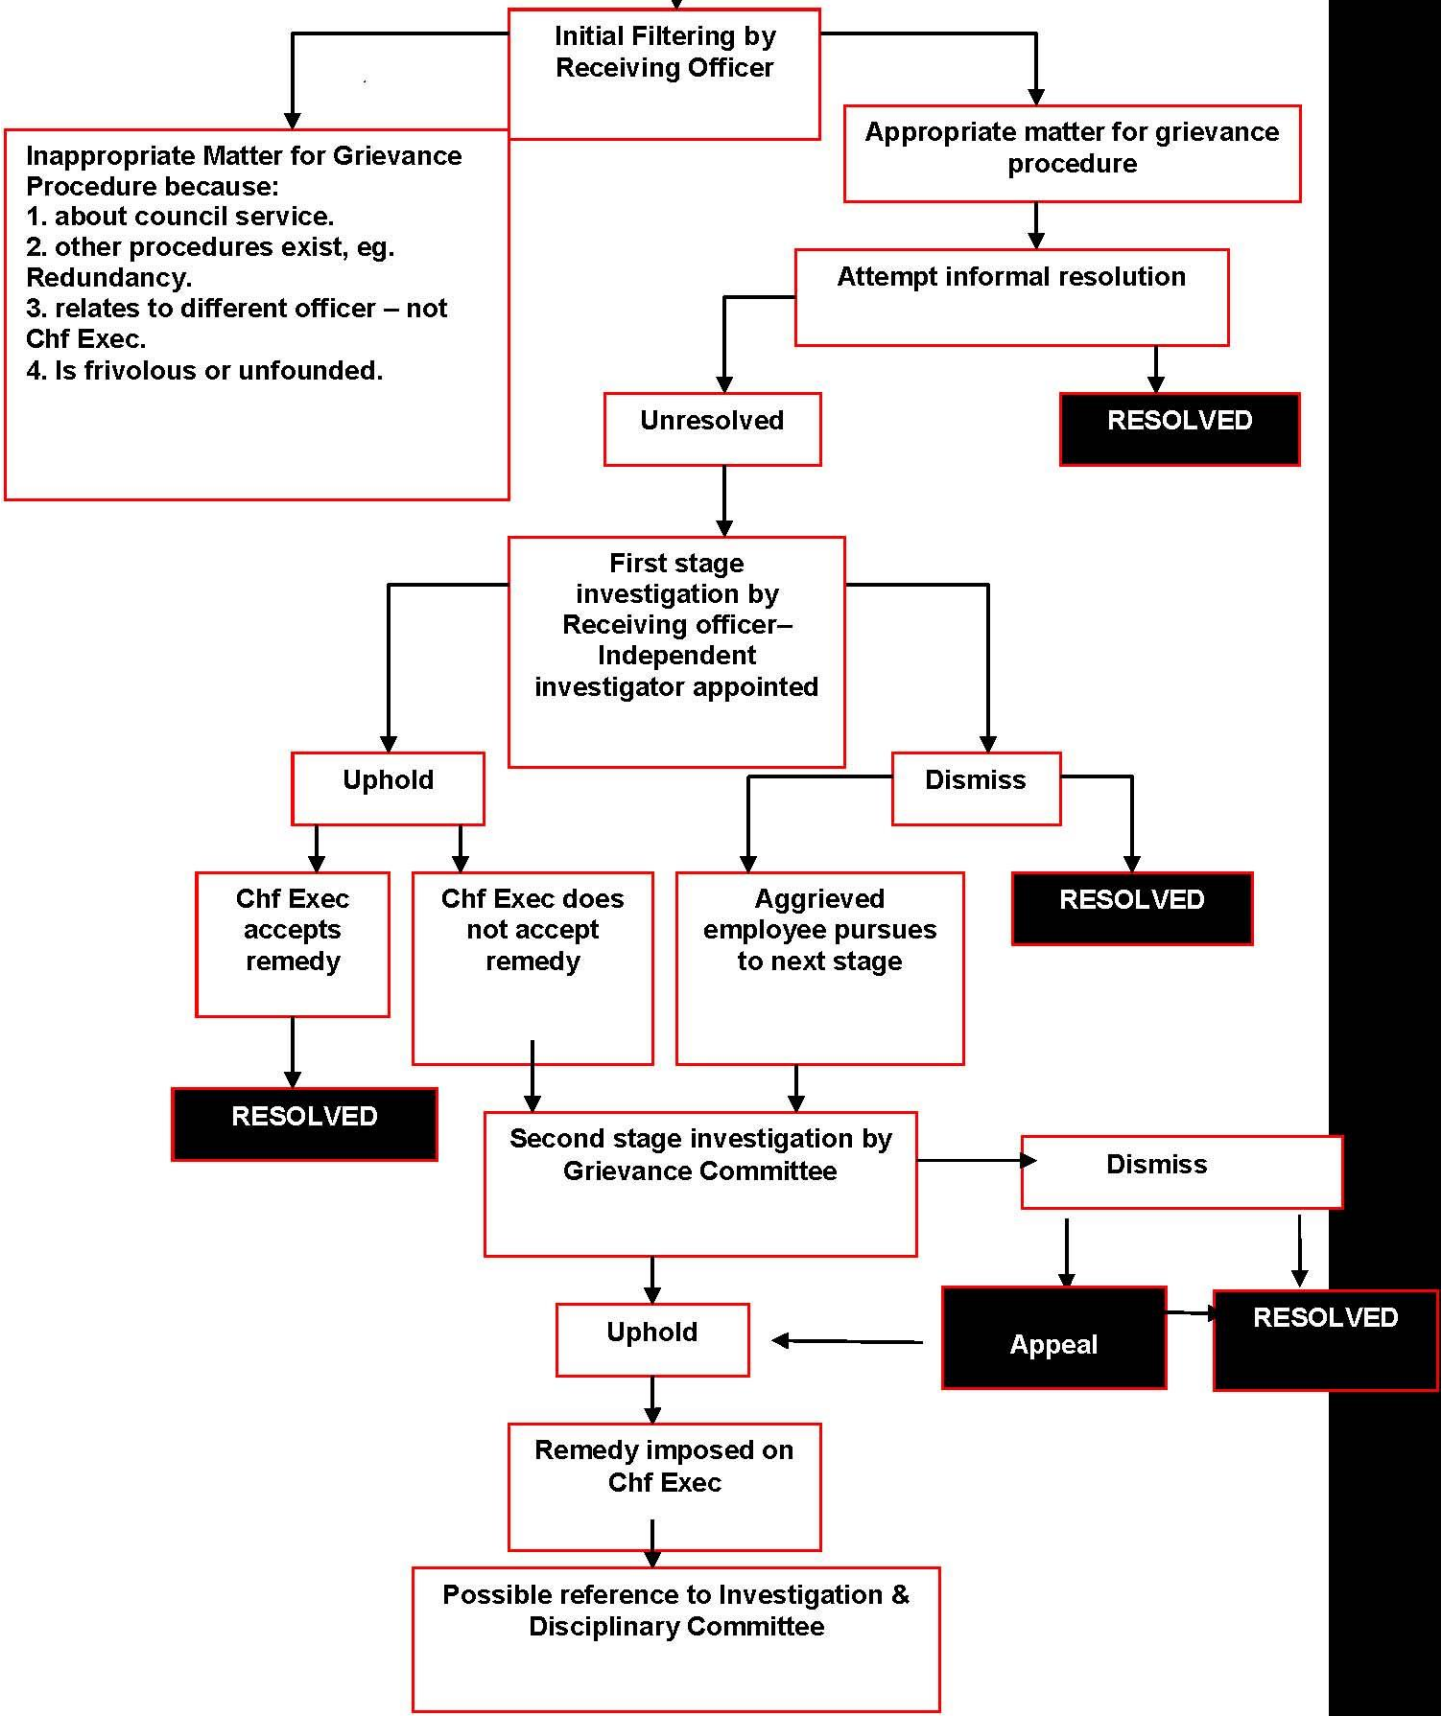 Initial Filtering by
Receiving Officer
Appropriate matter for grievance
procedure
Inappropriate Matter for Grievance
Procedure because:
1. about council service.
2. other procedures exist, eg.
Redundancy.
3. relates to different officer – not
Chf Exec.
4. Is frivolous or unfounded.
Attempt informal resolution
Unresolved
RESOLVED
First stage
investigation by
Receiving officer–
Independent
investigator appointed
Uphold
Dismiss
Chf Exec
accepts
remedy
Chf Exec does
not accept
remedy
Aggrieved
employee pursues
to next stage
RESOLVED
RESOLVED
Second stage investigation by
Grievance Committee
Dismiss
Uphold
Appeal
RESOLVED
Remedy imposed on
Chf Exec
Possible reference to Investigation &
Disciplinary Committee